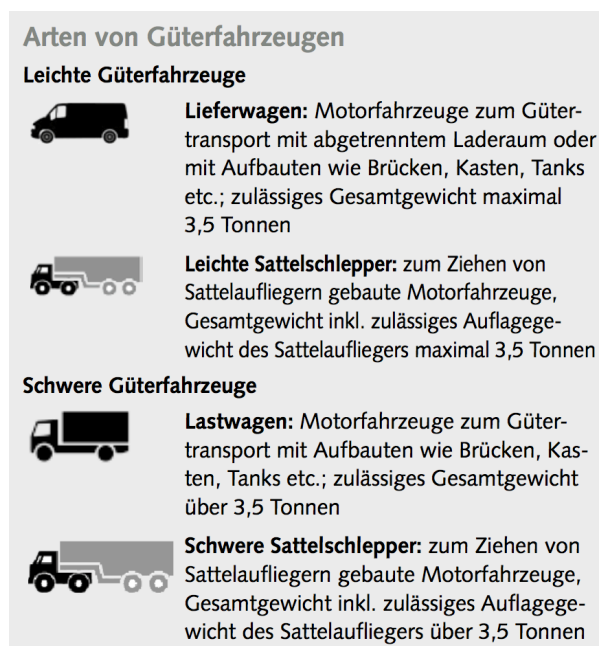 Arten von Güterfahrzeugen
Leichte Güterfahrzeuge
Lieferwagen: Motorfahrzeuge zum Güter-
transport mit abgetrenntem Laderaum oder
mit Aufbauten wie Brücken, Kasten, Tanks
etc.; zulässiges Gesamtgewicht maximal
3,5 Tonnen
Leichte Sattelschlepper: zum Ziehen von
Sattelaufliegern gebaute Motorfahrzeuge,
Gesamtgewicht inkl. zulässiges Auflagege-
wicht des Sattelaufliegers maximal 3,5 Tonnen
Schwere Güterfahrzeuge
Lastwagen: Motorfahrzeuge zum Güter-
transport mit Aufbauten wie Brücken, Kas-
ten, Tanks etc.; zulässiges Gesamtgewicht
über 3,5 Tonnen
Schwere Sattelschlepper: zum Ziehen von
Sattelaufliegern gebaute Motorfahrzeuge,
Gesamtgewicht inkl. zulässiges Auflagege-
wicht des Sattelaufliegers über 3,5 Tonnen